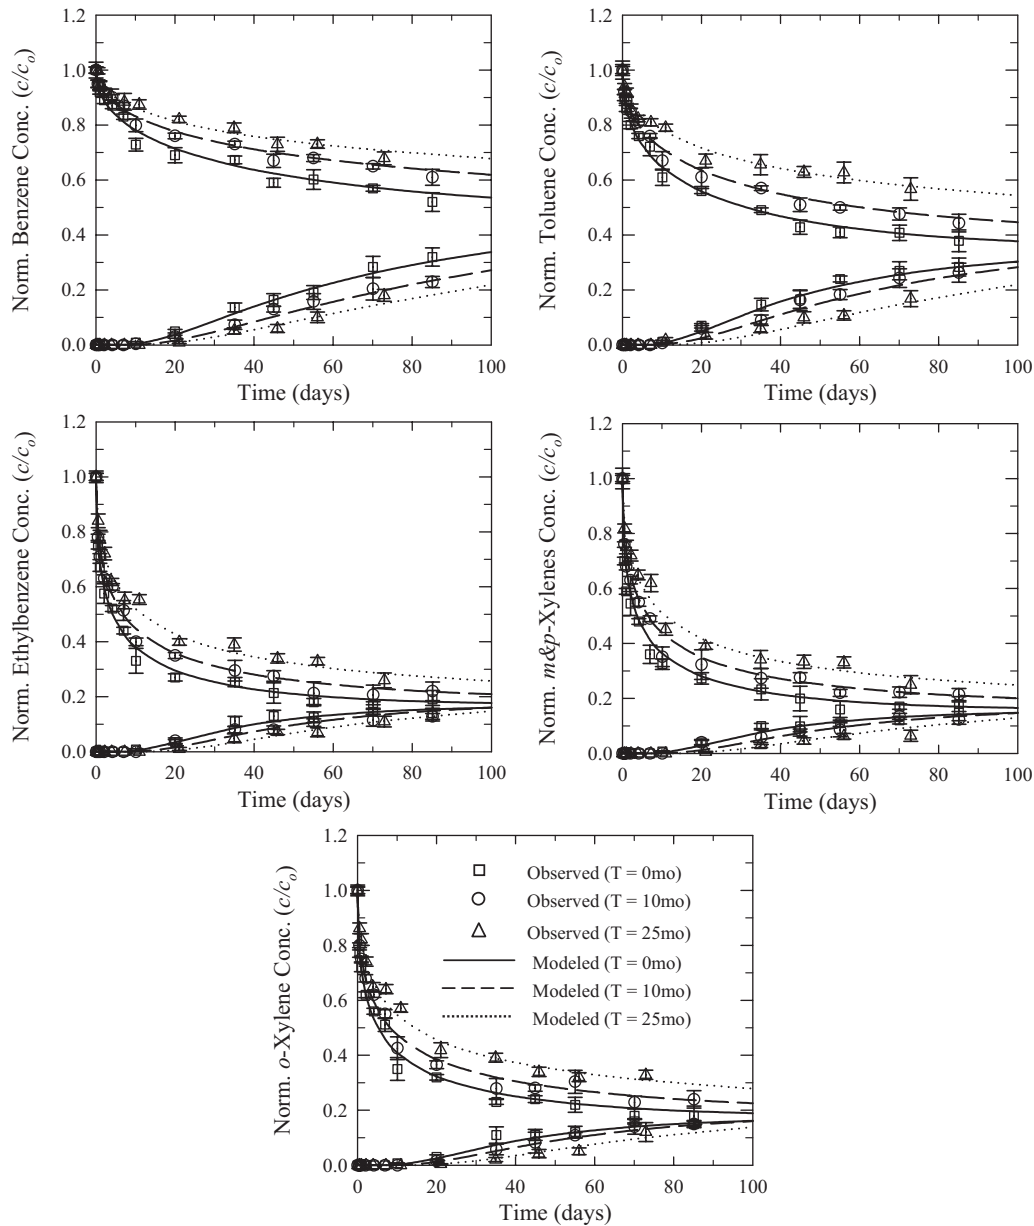 Norm. Benzene Conc. (c/cₒ)
1.2
1.0
0.8
0.6
0.4
0.2
0.0
0 20 40 60 80 100
Time (days)
Norm. Toluene Conc. (c/cₒ)
1.2
1.0
0.8
0.6
0.4
0.2
0.0
0 20 40 60 80 100
Time (days)
Norm. Ethylbenzene Conc. (c/cₒ)
1.2
1.0
0.8
0.6
0.4
0.2
0.0
0 20 40 60 80 100
Time (days)
Norm. m&p-Xylenes Conc. (c/cₒ)
1.2
1.0
0.8
0.6
0.4
0.2
0.0
0 20 40 60 80 100
Time (days)
Norm. o-Xylene Conc. (c/cₒ)
1.2
1.0
0.8
0.6
0.4
0.2
0.0
0 20 40 60 80 100
Time (days)
Observed (T = 0mo)
Observed (T = 10mo)
Observed (T = 25mo)
Modeled (T = 0mo)
Modeled (T = 10mo)
Modeled (T = 25mo)